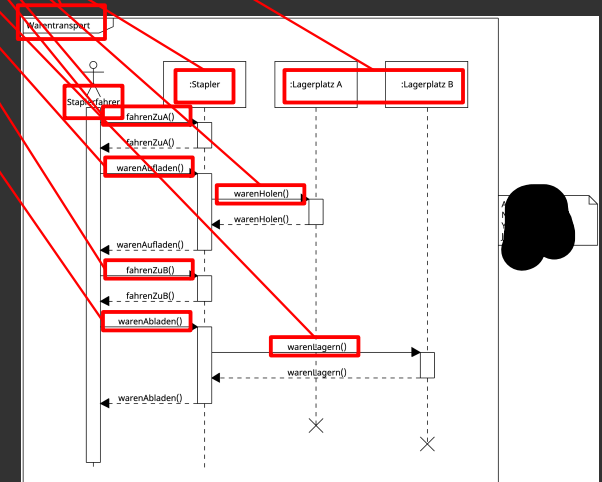 Warentransport
:Stapler
:Lagerplatz A
:Lagerplatz B
Staplerfahrer
fahrenZuA()
fahrenZuA()
warenAufladen()
warenHolen()
warenHolen()
warenAufladen()
fahrenZuB()
fahrenZuB()
warenAbladen()
warenLagern()
warenLagern()
warenAbladen()